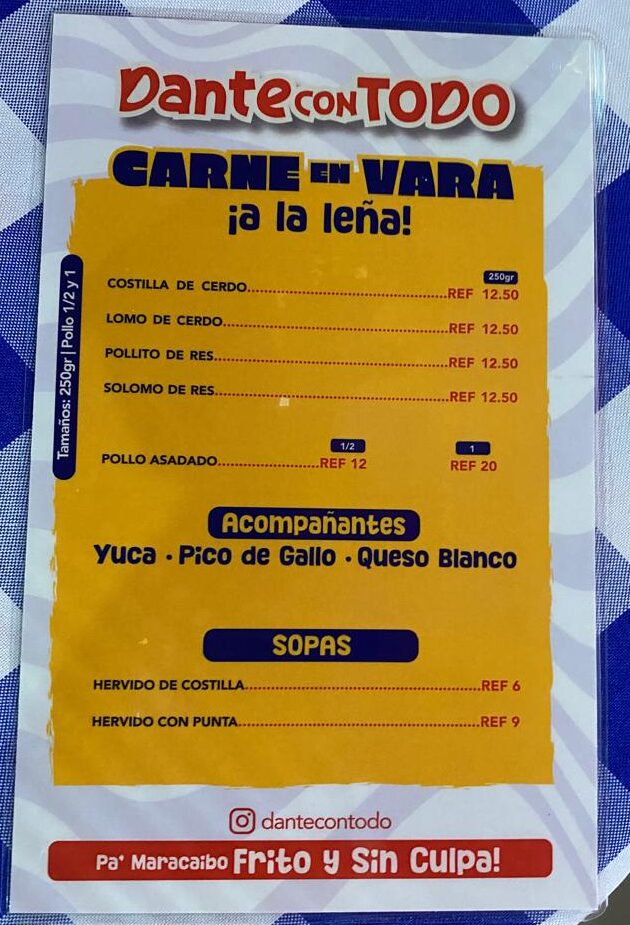 Dante CON TODO
CARNE EN VARA
¡a la leña!
Tamaños: 250gr | Pollo 1/2 y 1
250gr
COSTILLA DE CERDO........REF 12.50
LOMO DE CERDO........REF 12.50
POLLITO DE RES........REF 12.50
SOLOMO DE RES........REF 12.50
1/2 1
POLLO ASADADO........REF 12 REF 20
Acompañantes
Yuca · Pico de Gallo · Queso Blanco
SOPAS
HERVIDO DE COSTILLA........REF 6
HERVIDO CON PUNTA........REF 9
dantecontodo
Pa' Maracaibo Frito y Sin Culpa!